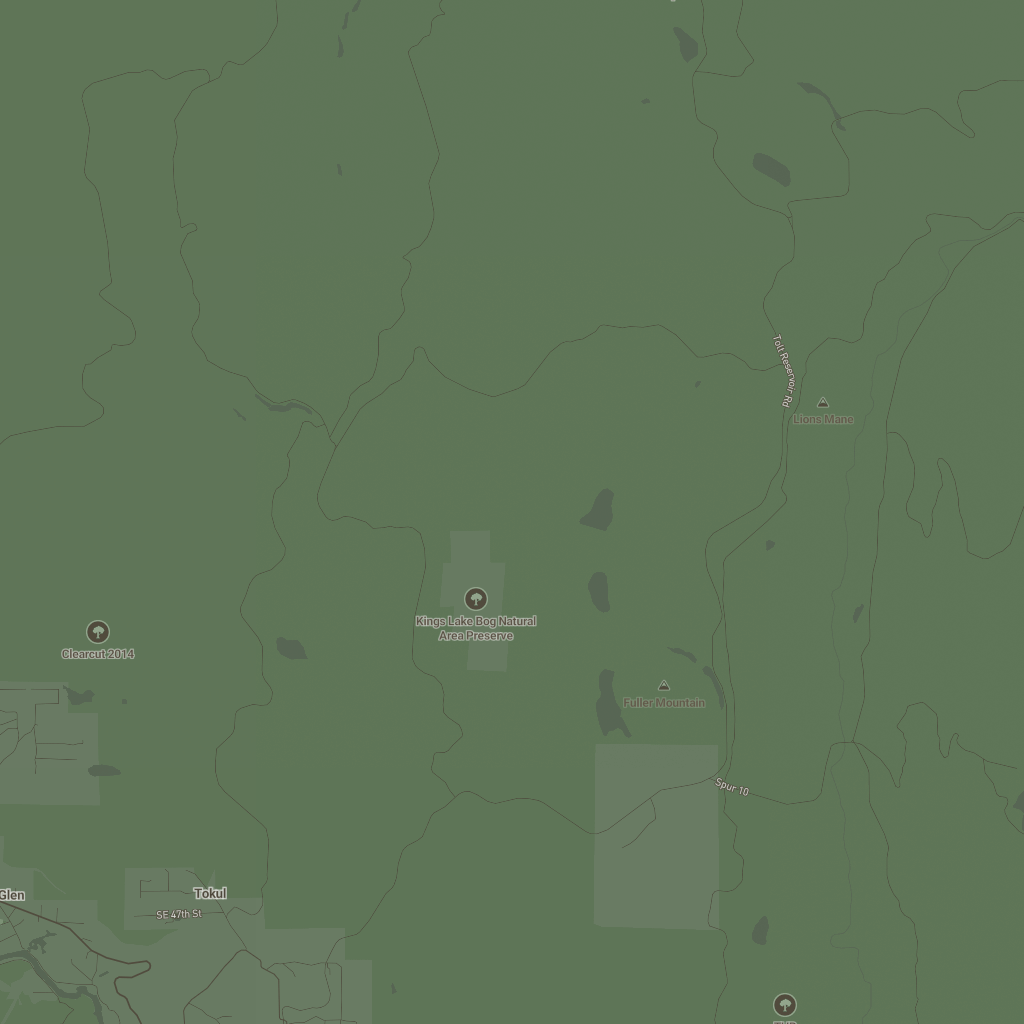 Tolt Reservoir Rd
Lions Mane
Kings Lake Bog Natural
Area Preserve
Clearcut 2014
Fuller Mountain
Spur 10
Glen
Tokul
SE 47th St